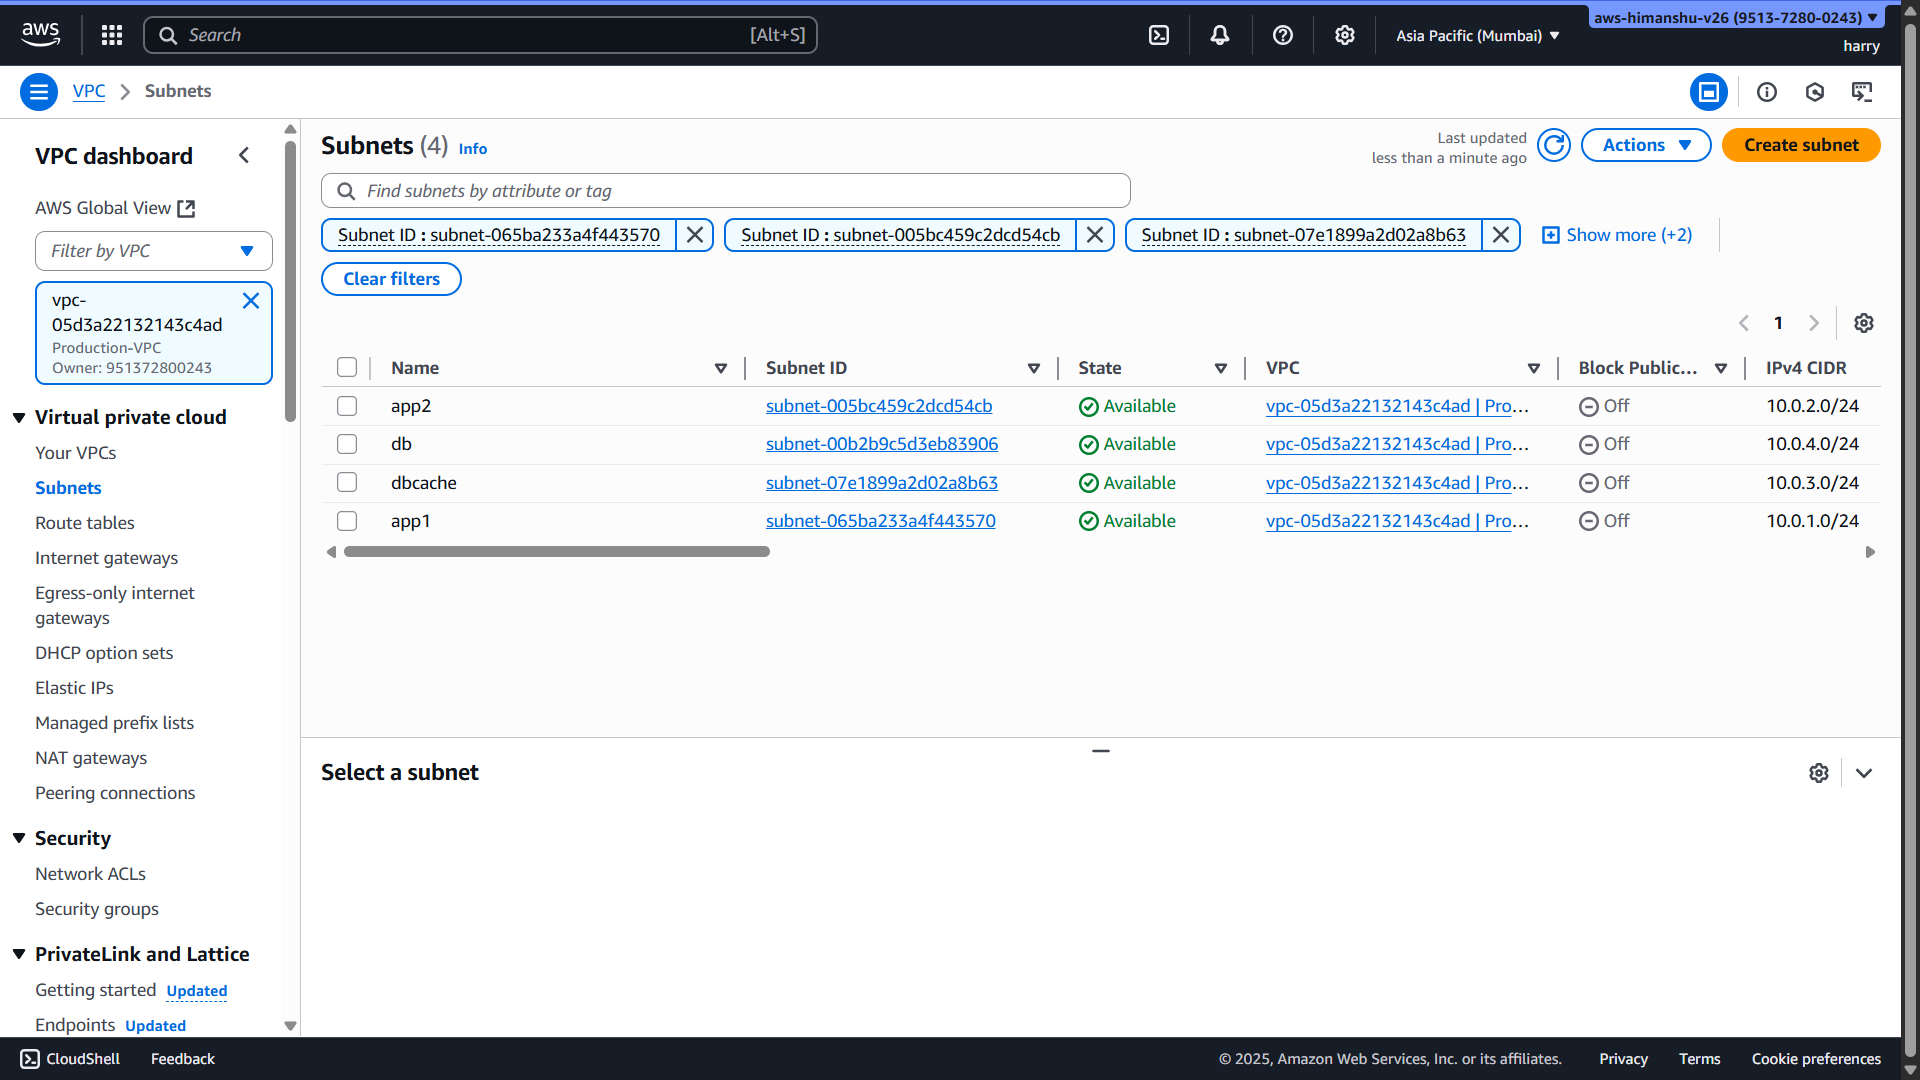 aws
Search [Alt+S]
Asia Pacific (Mumbai)
aws-himanshu-v26 (9513-7280-0243)
harry
VPC Subnets
VPC dashboard
AWS Global View
Filter by VPC
vpc-
05d3a22132143c4ad
Production-VPC
Owner: 951372800243
Virtual private cloud
Your VPCs
Subnets
Route tables
Internet gateways
Egress-only internet
gateways
DHCP option sets
Elastic IPs
Managed prefix lists
NAT gateways
Peering connections
Security
Network ACLs
Security groups
PrivateLink and Lattice
Getting started Updated
Endpoints Updated
Subnets (4) Info
Last updated
less than a minute ago
Actions
Create subnet
Find subnets by attribute or tag
Subnet ID : subnet-065ba233a4f443570
Subnet ID : subnet-005bc459c2dcd54cb
Subnet ID : subnet-07e1899a2d02a8b63
Show more (+2)
Clear filters
1
Name Subnet ID State VPC Block Public... IPv4 CIDR
app2 subnet-005bc459c2dcd54cb Available vpc-05d3a22132143c4ad | Pro... Off 10.0.2.0/24
db subnet-00b2b9c5d3eb83906 Available vpc-05d3a22132143c4ad | Pro... Off 10.0.4.0/24
dbcache subnet-07e1899a2d02a8b63 Available vpc-05d3a22132143c4ad | Pro... Off 10.0.3.0/24
app1 subnet-065ba233a4f443570 Available vpc-05d3a22132143c4ad | Pro... Off 10.0.1.0/24
Select a subnet
CloudShell Feedback © 2025, Amazon Web Services, Inc. or its affiliates. Privacy Terms Cookie preferences